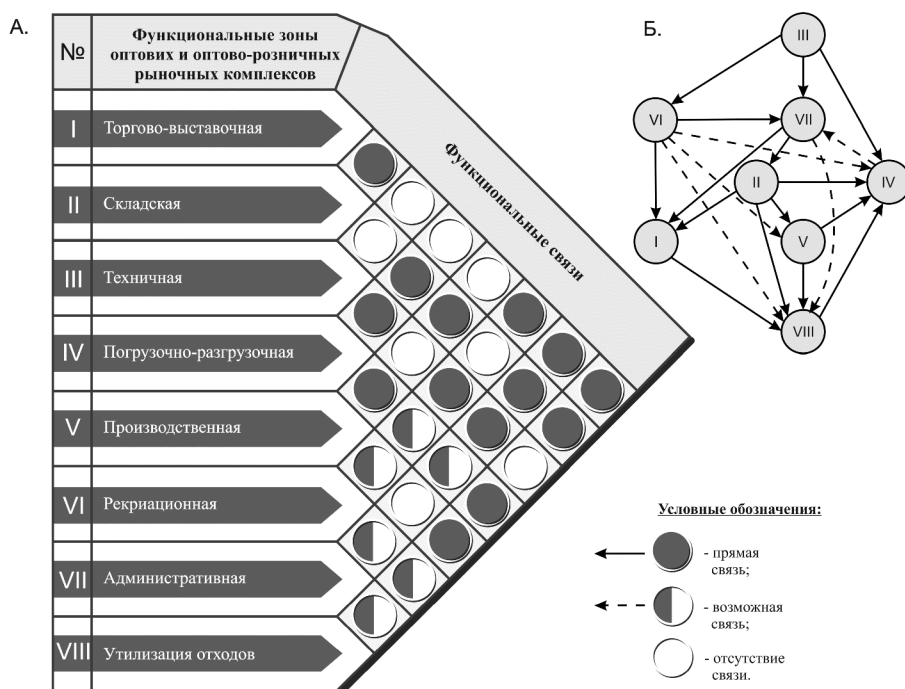 А.
№
Функциональные зоны
оптових и оптово-розничных
рыночных комплексов
Функциональные связи
I
Торгово-выставочная
II
Складская
III
Техничная
IV
Погрузочно-разгрузочная
V
Производственная
VI
Рекриационная
VII
Административная
VIII
Утилизация отходов
Б.
III
VI
VII
II
IV
I
V
VIII
Условные обозначения:
- прямая
связь;
- возможная
связь;
- отсутствие
связи.